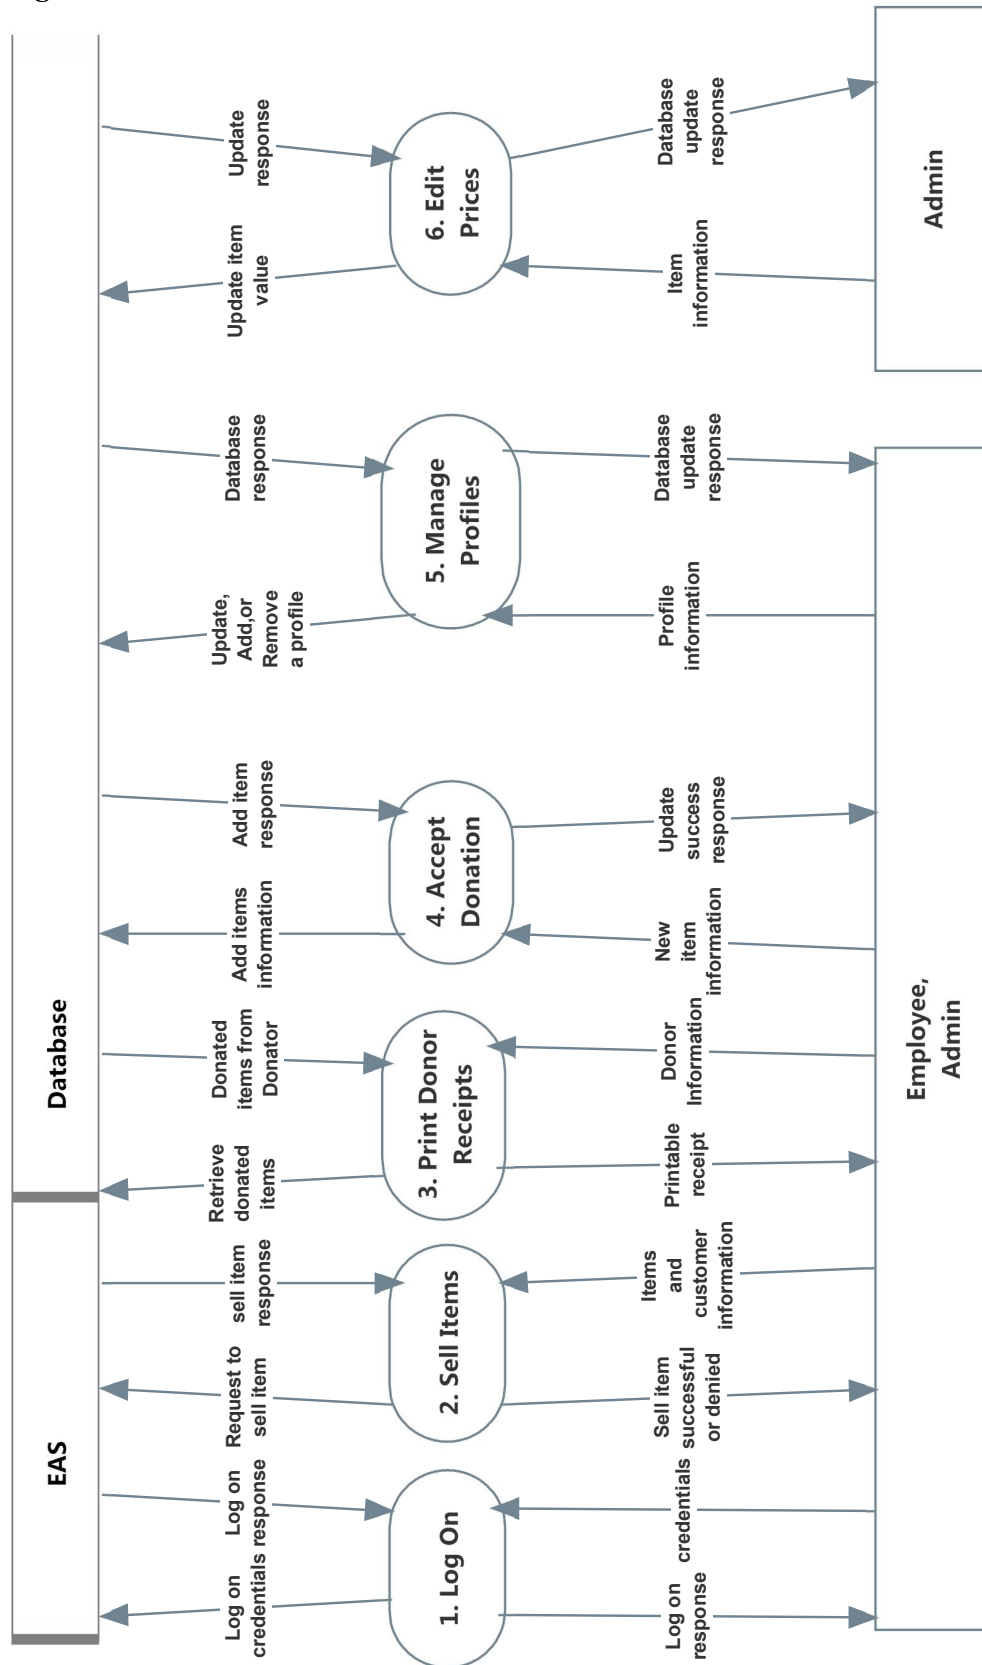 EAS
Database
Log on
credentials
Log on
response
Request to
sell item
sell item
response
Retrieve
donated
items
Donated
items from
Donator
Add items
information
Add item
response
Update,
Add,or
Remove
a profile
Database
response
Update item
value
Update
response
1. Log On
2. Sell Items
3. Print Donor
Receipts
4. Accept
Donation
5. Manage
Profiles
6. Edit
Prices
Log on
response
credentials
Sell item
successful
or denied
Items
and
customer
information
Printable
receipt
Donor
Information
New
item
information
Update
success
response
Profile
information
Database
update
response
Item
information
Database
update
response
Employee,
Admin
Admin